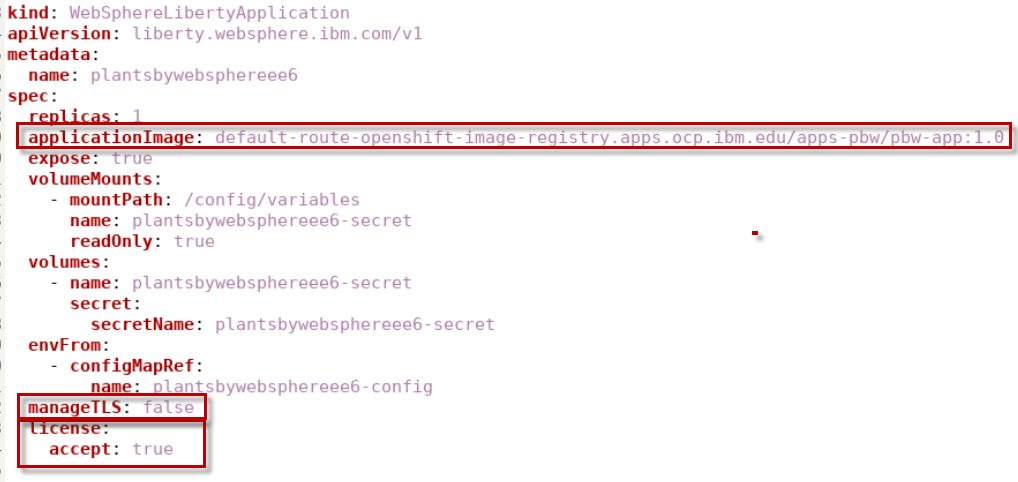 kind: WebSphereLibertyApplication
apiVersion: liberty.websphere.ibm.com/v1
metadata:
  name: plantsbywebsphereee6
spec:
  replicas: 1
  applicationImage: default-route-openshift-image-registry.apps.ocp.ibm.edu/apps-pbw/pbw-app:1.0
  expose: true
  volumeMounts:
    - mountPath: /config/variables
      name: plantsbywebsphereee6-secret
      readOnly: true
  volumes:
    - name: plantsbywebsphereee6-secret
      secret:
        secretName: plantsbywebsphereee6-secret
  envFrom:
    - configMapRef:
        name: plantsbywebsphereee6-config
  manageTLS: false
  license:
    accept: true